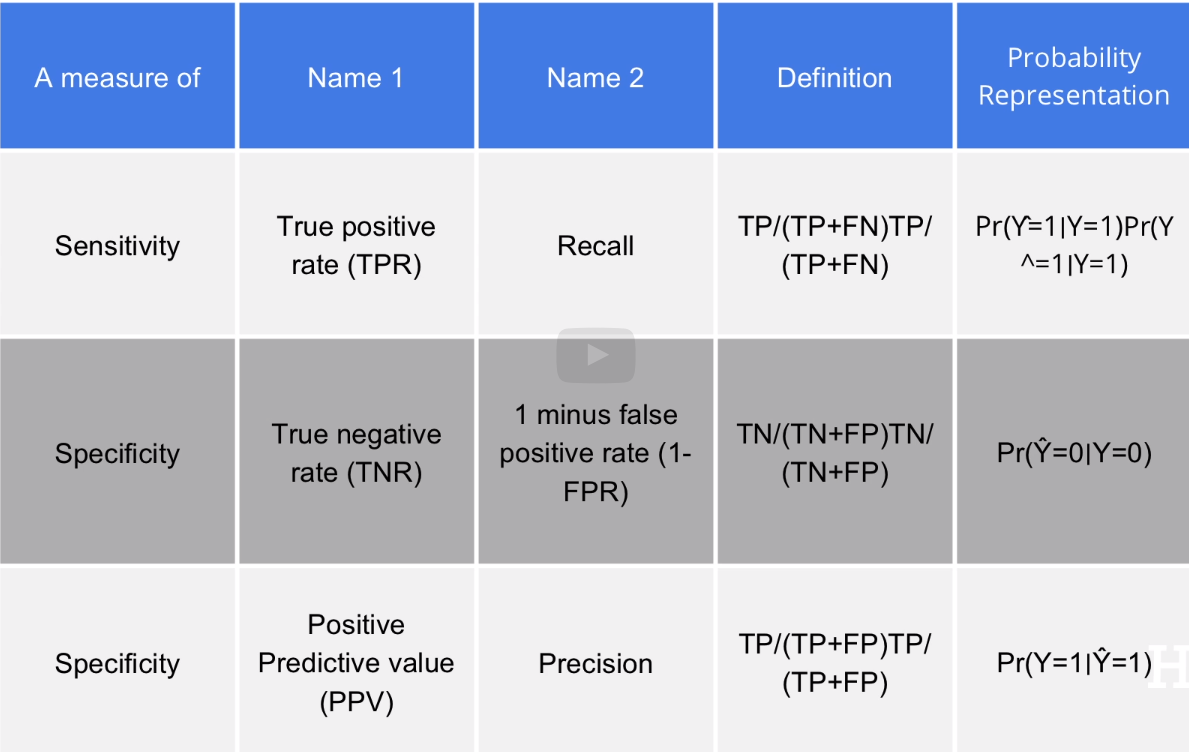 A measure of
Name 1
Name 2
Definition
Probability
Representation
Sensitivity
True positive
rate (TPR)
Recall
TP/(TP+FN)TP/
(TP+FN)
Pr(Ŷ=1|Y=1)Pr(Y
^=1|Y=1)
Specificity
True negative
rate (TNR)
1 minus false
positive rate (1-
FPR)
TN/(TN+FP)TN/
(TN+FP)
Pr(Ŷ=0|Y=0)
Specificity
Positive
Predictive value
(PPV)
Precision
TP/(TP+FP)TP/
(TP+FP)
Pr(Y=1|Ŷ=1)
H